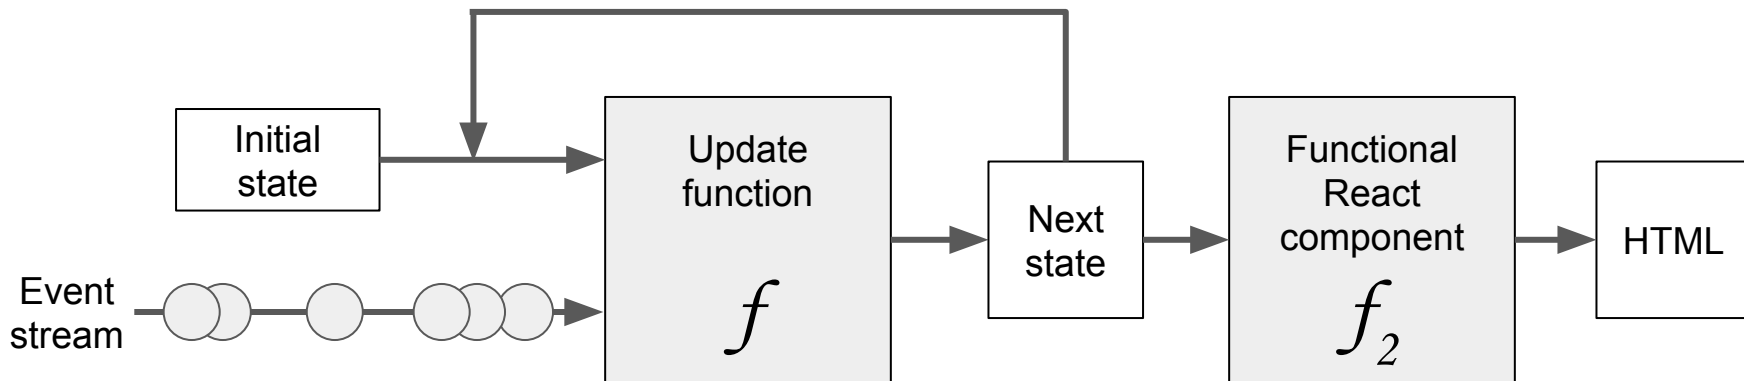 Initial
state
Event
stream
Update
function
f
Next
state
Functional
React
component
f2
HTML